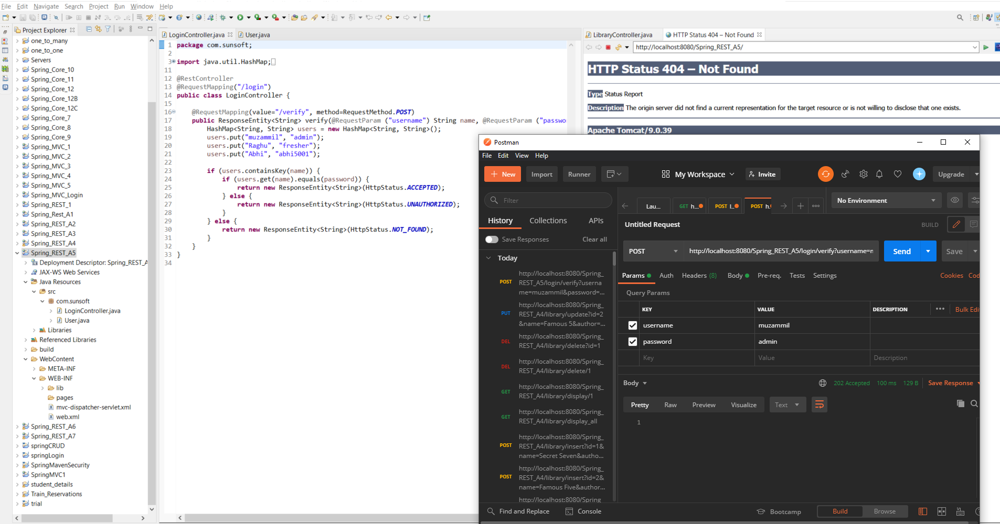 File Edit Navigate Search Project Run Window Help
Project Explorer
one_to_many
one_to_one
Servers
Spring_Core_10
Spring_Core_11
Spring_Core_12
Spring_Core_12B
Spring_Core_12C
Spring_Core_7
Spring_Core_8
Spring_Core_9
Spring_MVC_1
Spring_MVC_2
Spring_MVC_3
Spring_MVC_4
Spring_MVC_5
Spring_MVC_Login
Spring_REST_1
Spring_Rest_A1
Spring_REST_A2
Spring_REST_A3
Spring_REST_A4
Spring_REST_A5
Deployment Descriptor: Spring_REST_A
JAX-WS Web Services
Java Resources
src
com.sunsoft
LoginController.java
User.java
Libraries
Referenced Libraries
build
WebContent
META-INF
WEB-INF
lib
pages
mvc-dispatcher-servlet.xml
web.xml
Spring_REST_A6
Spring_REST_A7
springCRUD
springLogin
SpringMavenSecurity
SpringMVC1
student_details
Train_Reservations
trial
LoginController.java User.java
1 package com.sunsoft;
2
3 import java.util.HashMap;
11
12 @RestController
13 @RequestMapping("/login")
14 public class LoginController {
15
16 @RequestMapping(value="/verify", method=RequestMethod.POST)
17 public ResponseEntity<String> verify(@RequestParam ("username") String name, @RequestParam ("passwo
18 HashMap<String, String> users = new HashMap<String, String>();
19 users.put("muzammil", "admin");
20 users.put("Raghu", "fresher");
21 users.put("Abhi", "abhi5001");
22
23 if (users.containsKey(name)) {
24 if (users.get(name).equals(password)) {
25 return new ResponseEntity<String>(HttpStatus.ACCEPTED);
26 } else {
27 return new ResponseEntity<String>(HttpStatus.UNAUTHORIZED);
28 }
29 } else {
30 return new ResponseEntity<String>(HttpStatus.NOT_FOUND);
31 }
32 }
33 }
34
LibraryController.java HTTP Status 404 – Not Found
http://localhost:8080/Spring_REST_A5/
HTTP Status 404 – Not Found
Type Status Report
Description The origin server did not find a current representation for the target resource or is not willing to disclose that one exists.
Apache Tomcat/9.0.39
Postman
File Edit View Help
New Import Runner My Workspace Invite Upgrade
Filter
History Collections APIs
Save Responses Clear all
Today
POST http://localhost:8080/Spring_
REST_A5/login/verify?userna
me=muzammil&password=...
PUT http://localhost:8080/Spring_
REST_A4/library/update?id=2
&name=Famous 5&author=...
DEL http://localhost:8080/Spring_
REST_A4/library/delete?id=1
DEL http://localhost:8080/Spring_
REST_A4/library/delete/1
GET http://localhost:8080/Spring_
REST_A4/library/display/1
GET http://localhost:8080/Spring_
REST_A4/library/display_all
POST http://localhost:8080/Spring_
REST_A4/library/insert?id=1&
name=Secret Seven&autho...
POST http://localhost:8080/Spring_
REST_A4/library/insert?id=2&
name=Famous Five&author...
http://localhost:8080/Spring
Lau... GET h... POST l... POST h No Environment
Untitled Request BUILD
POST http://localhost:8080/Spring_REST_A5/login/verify?username=n Send Save
Params Auth Headers (8) Body Pre-req. Tests Settings Cookies Cod
Query Params
KEY VALUE DESCRIPTION Bulk Edi
username muzammil
password admin
Key Value Description
Body 202 Accepted 100 ms 129 B Save Response
Pretty Raw Preview Visualize Text
1
Find and Replace Console Bootcamp Build Browse